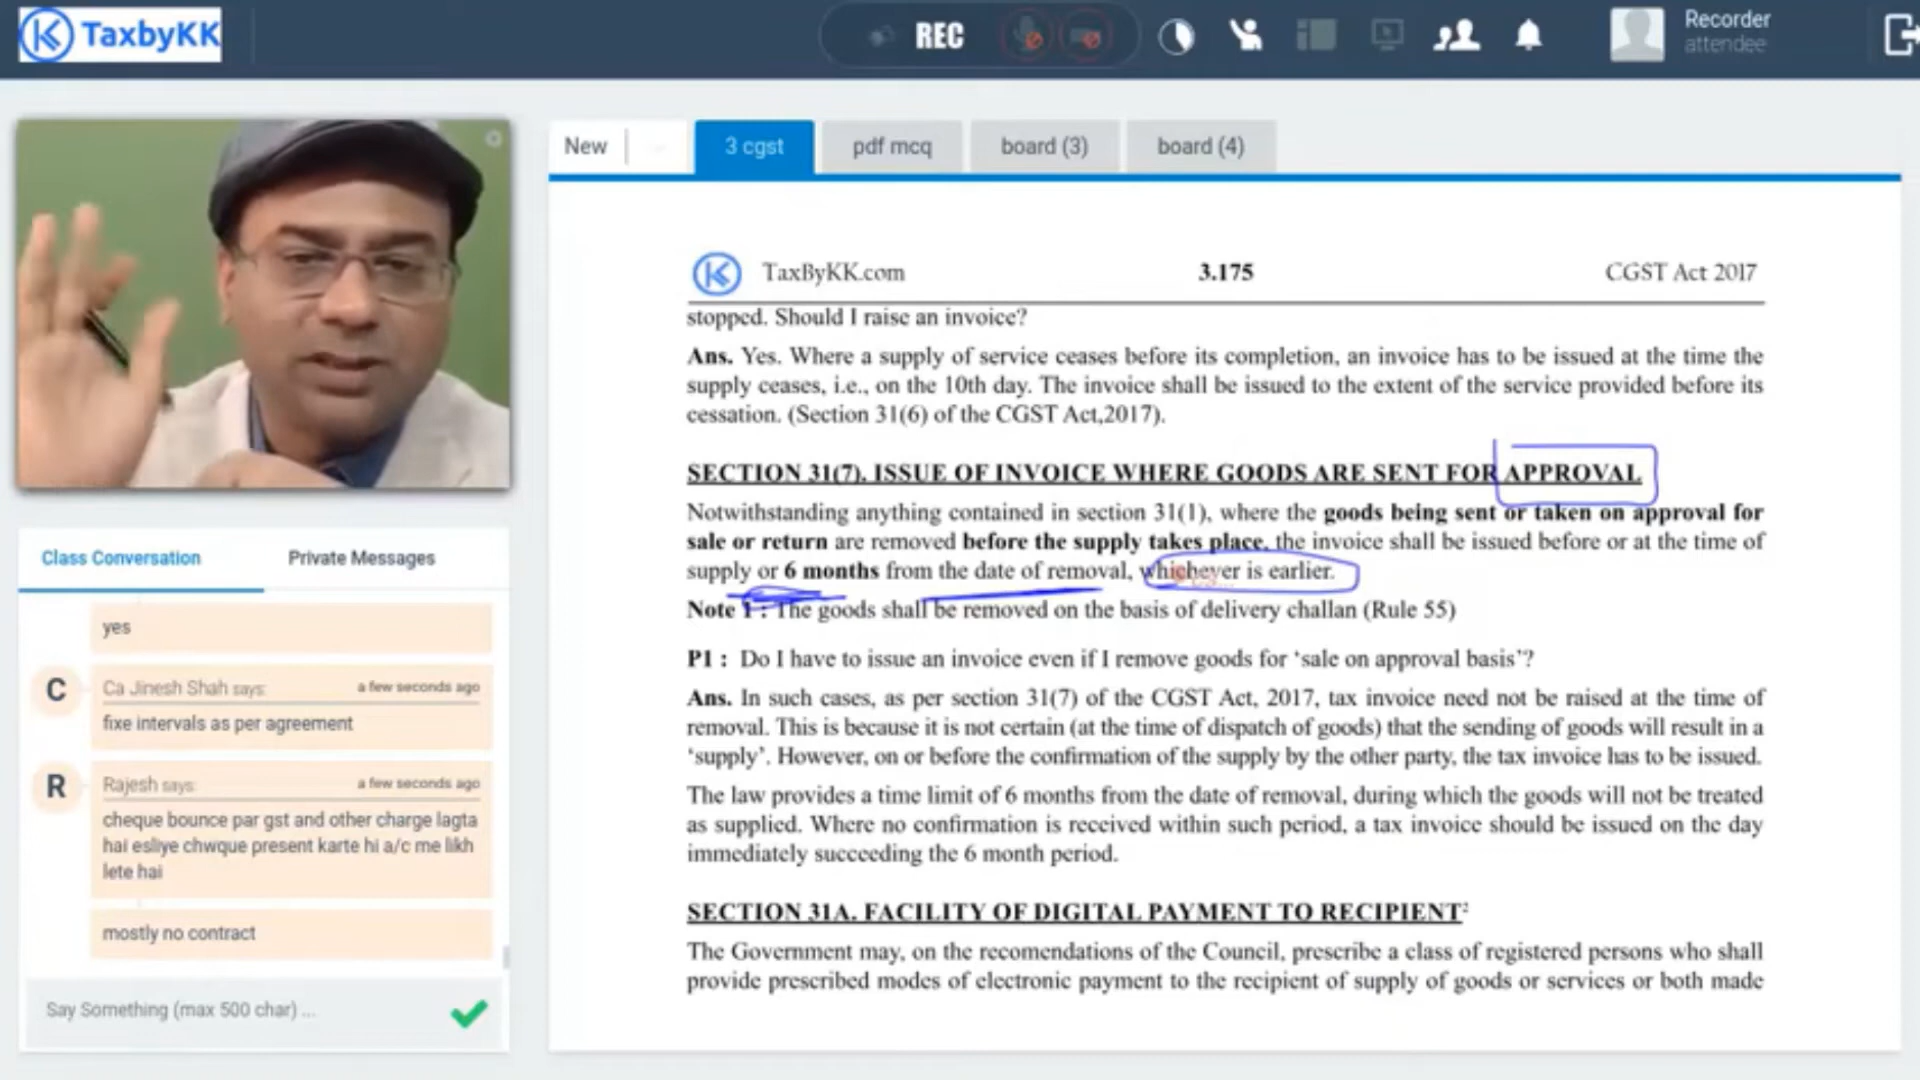 TaxbyKK
REC
Recorder
attendee
New
3 cgst
pdf mcq
board (3)
board (4)
TaxByKK.com
3.175
CGST Act 2017
stopped. Should I raise an invoice?
Ans. Yes. Where a supply of service ceases before its completion, an invoice has to be issued at the time the
supply ceases, i.e., on the 10th day. The invoice shall be issued to the extent of the service provided before its
cessation. (Section 31(6) of the CGST Act,2017).
SECTION 31(7). ISSUE OF INVOICE WHERE GOODS ARE SENT FOR APPROVAL
Notwithstanding anything contained in section 31(1), where the goods being sent or taken on approval for
sale or return are removed before the supply takes place, the invoice shall be issued before or at the time of
supply or 6 months from the date of removal, whichever is earlier.
Note 1 : The goods shall be removed on the basis of delivery challan (Rule 55)
P1 : Do I have to issue an invoice even if I remove goods for ‘sale on approval basis’?
Ans. In such cases, as per section 31(7) of the CGST Act, 2017, tax invoice need not be raised at the time of
removal. This is because it is not certain (at the time of dispatch of goods) that the sending of goods will result in a
‘supply’. However, on or before the confirmation of the supply by the other party, the tax invoice has to be issued.
The law provides a time limit of 6 months from the date of removal, during which the goods will not be treated
as supplied. Where no confirmation is received within such period, a tax invoice should be issued on the day
immediately succeeding the 6 month period.
SECTION 31A. FACILITY OF DIGITAL PAYMENT TO RECIPIENT²
The Government may, on the recomendations of the Council, prescribe a class of registered persons who shall
provide prescribed modes of electronic payment to the recipient of supply of goods or services or both made
Class Conversation
Private Messages
yes
C
Ca Jinesh Shah says:
a few seconds ago
fixe intervals as per agreement
R
Rajesh says:
a few seconds ago
cheque bounce par gst and other charge lagta
hai esliye chwque present karte hi a/c me likh
lete hai
mostly no contract
Say Something (max 500 char) ...